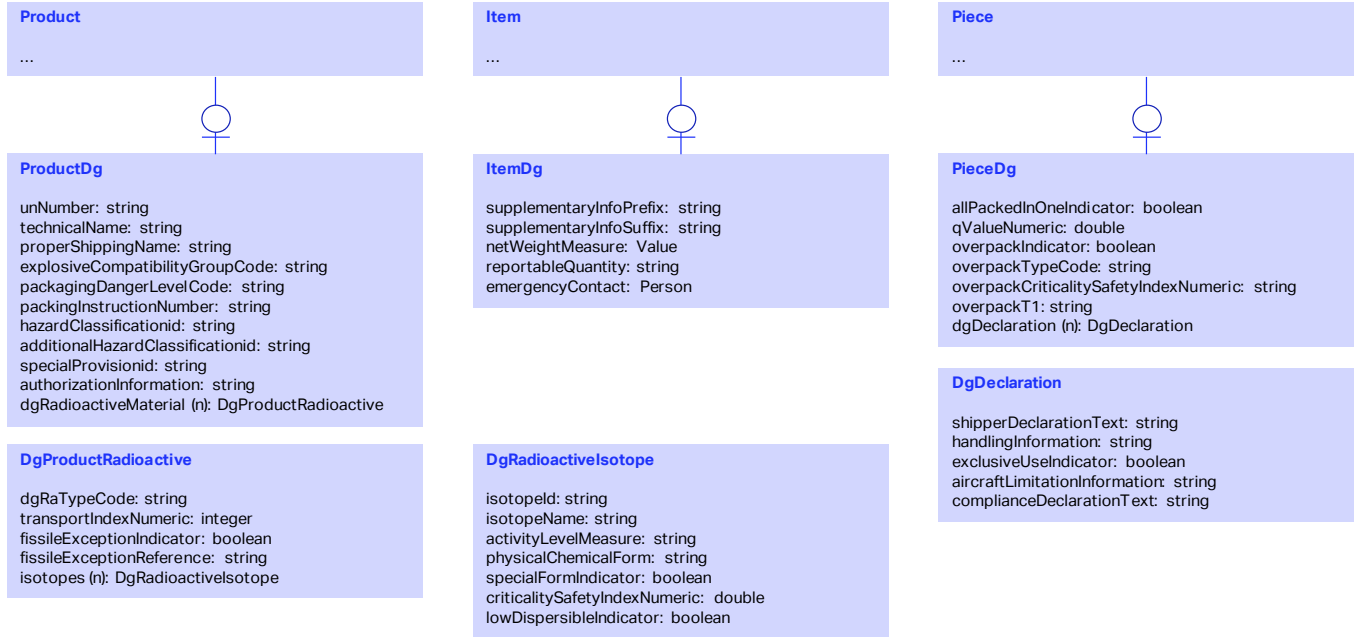 Product
...
ProductDg
unNumber: string
technicalName: string
properShippingName: string
explosiveCompatibilityGroupCode: string
packagingDangerLevelCode: string
packingInstructionNumber: string
hazardClassificationid: string
additionalHazardClassificationid: string
specialProvisionid: string
authorizationInformation: string
dgRadioactiveMaterial (n): DgProductRadioactive
DgProductRadioactive
dgRaTypeCode: string
transportIndexNumeric: integer
fissileExceptionIndicator: boolean
fissileExceptionReference: string
isotopes (n): DgRadioactiveIsotope
Item
...
ItemDg
supplementaryInfoPrefix: string
supplementaryInfoSuffix: string
netWeightMeasure: Value
reportableQuantity: string
emergencyContact: Person
DgRadioactiveIsotope
isotopeId: string
isotopeName: string
activityLevelMeasure: string
physicalChemicalForm: string
specialFormIndicator: boolean
criticalitySafetyIndexNumeric: double
lowDispersibleIndicator: boolean
Piece
...
PieceDg
allPackedInOneIndicator: boolean
qValueNumeric: double
overpackIndicator: boolean
overpackTypeCode: string
overpackCriticalitySafetyIndexNumeric: string
overpackT1: string
dgDeclaration (n): DgDeclaration
DgDeclaration
shipperDeclarationText: string
handlingInformation: string
exclusiveUseIndicator: boolean
aircraftLimitationInformation: string
complianceDeclarationText: string